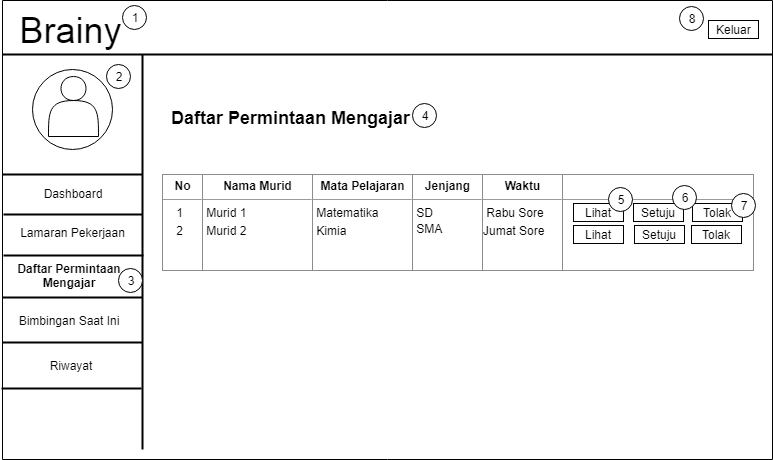 Brainy 1
8 Keluar
2
Dashboard
Lamaran Pekerjaan
Daftar Permintaan
Mengajar 3
Bimbingan Saat Ini
Riwayat
Daftar Permintaan Mengajar 4
No Nama Murid Mata Pelajaran Jenjang Waktu
5 6 7
1 Murid 1 Matematika SD Rabu Sore Lihat Setuju Tolak
2 Murid 2 Kimia SMA Jumat Sore Lihat Setuju Tolak